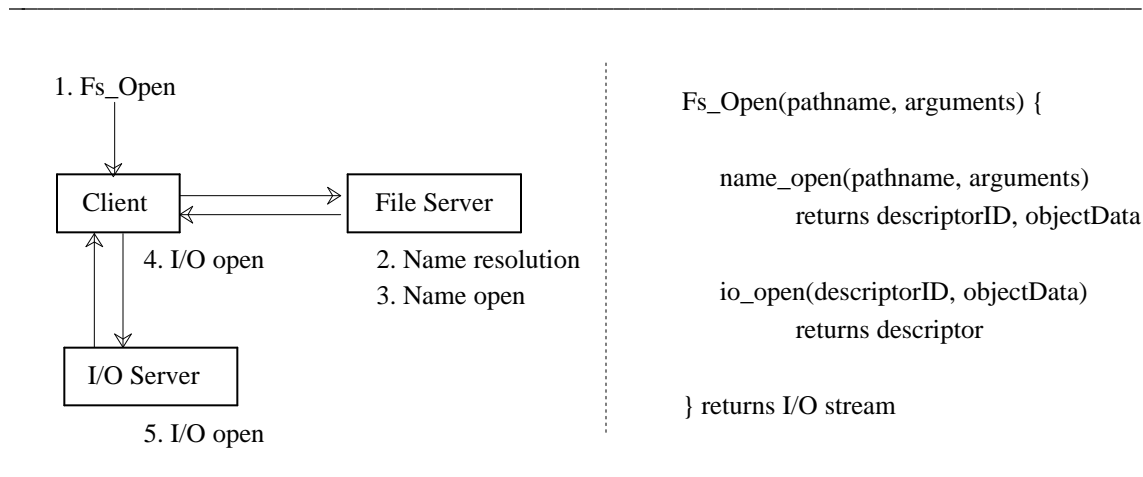 1. Fs_Open
Client
File Server
4. I/O open
2. Name resolution
3. Name open
I/O Server
5. I/O open
Fs_Open(pathname, arguments) {
name_open(pathname, arguments)
returns descriptorID, objectData
io_open(descriptorID, objectData)
returns descriptor
} returns I/O stream